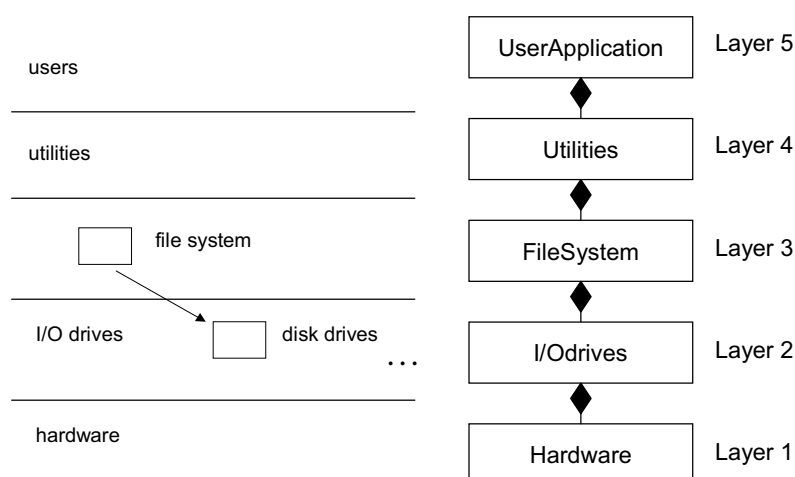 users
utilities
file system
I/O drives
disk drives
...
hardware
UserApplication
Layer 5
Utilities
Layer 4
FileSystem
Layer 3
I/Odrives
Layer 2
Hardware
Layer 1